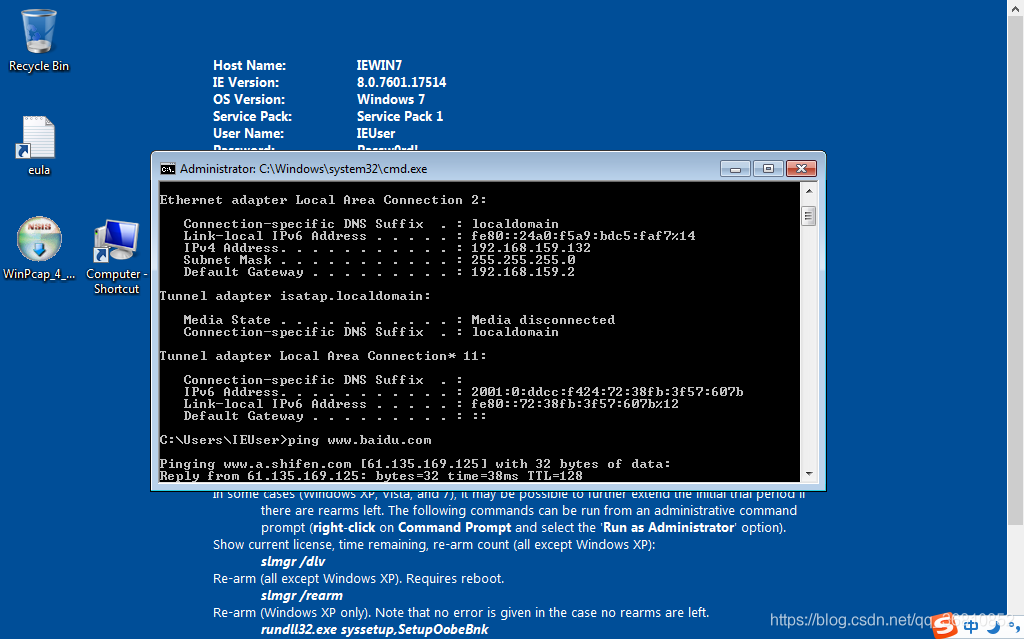 Recycle Bin
eula
WinPcap_4_...
Computer -
Shortcut
Host Name: IEWIN7
IE Version: 8.0.7601.17514
OS Version: Windows 7
Service Pack: Service Pack 1
User Name: IEUser
Password: Passw0rd!
Administrator: C:\Windows\system32\cmd.exe
Ethernet adapter Local Area Connection 2:
Connection-specific DNS Suffix . : localdomain
Link-local IPv6 Address . . . . . : fe80::24a0:f5a9:bdc5:faf7%14
IPv4 Address. . . . . . . . . . . : 192.168.159.132
Subnet Mask . . . . . . . . . . . : 255.255.255.0
Default Gateway . . . . . . . . . : 192.168.159.2
Tunnel adapter isatap.localdomain:
Media State . . . . . . . . . . . : Media disconnected
Connection-specific DNS Suffix . : localdomain
Tunnel adapter Local Area Connection* 11:
Connection-specific DNS Suffix . :
IPv6 Address. . . . . . . . . . . : 2001:0:ddcc:f424:72:38fb:3f57:607b
Link-local IPv6 Address . . . . . : fe80::72:38fb:3f57:607b%12
Default Gateway . . . . . . . . . : ::
C:\Users\IEUser>ping www.baidu.com
Pinging www.a.shifen.com [61.135.169.125] with 32 bytes of data:
Reply from 61.135.169.125: bytes=32 time=38ms TTL=128
In some cases (Windows XP, Vista, and 7), it may be possible to further extend the initial trial period if
there are rearms left. The following commands can be run from an administrative command
prompt (right-click on Command Prompt and select the 'Run as Administrator' option).
Show current license, time remaining, re-arm count (all except Windows XP):
slmgr /dlv
Re-arm (all except Windows XP). Requires reboot.
slmgr /rearm
Re-arm (Windows XP only). Note that no error is given in the case no rearms are left.
rundll32.exe syssetup,SetupOobeBnk
中